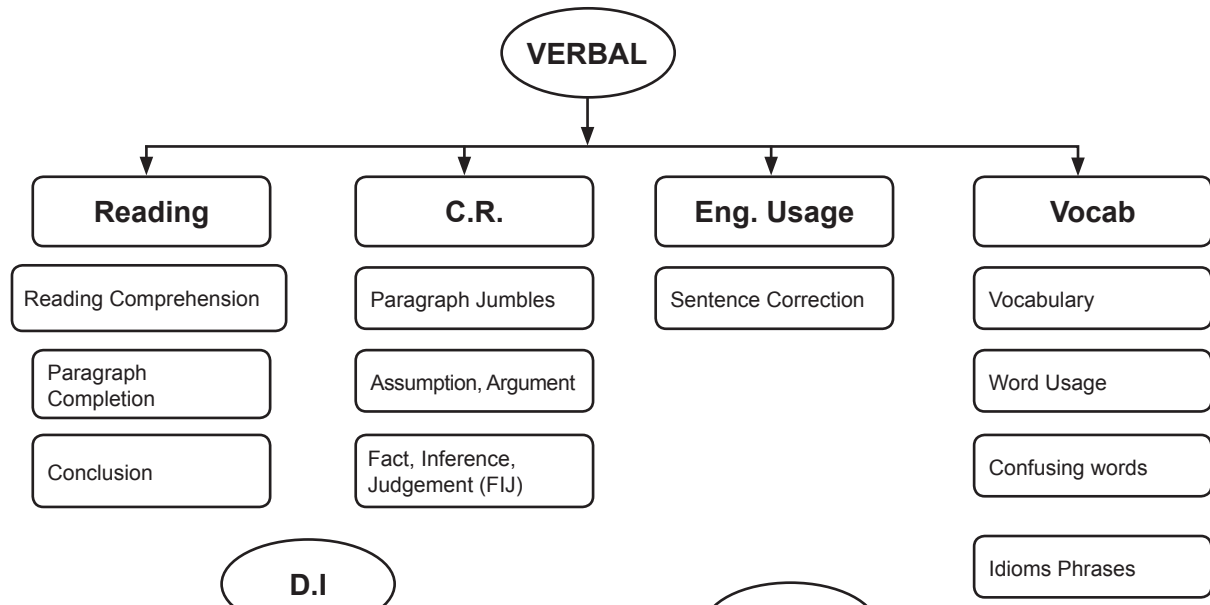 VERBAL
Reading
C.R.
Eng. Usage
Vocab
Reading Comprehension
Paragraph Jumbles
Sentence Correction
Vocabulary
Paragraph
Completion
Assumption, Argument
Word Usage
Conclusion
Fact, Inference,
Judgement (FIJ)
Confusing words
Idioms Phrases
D.I